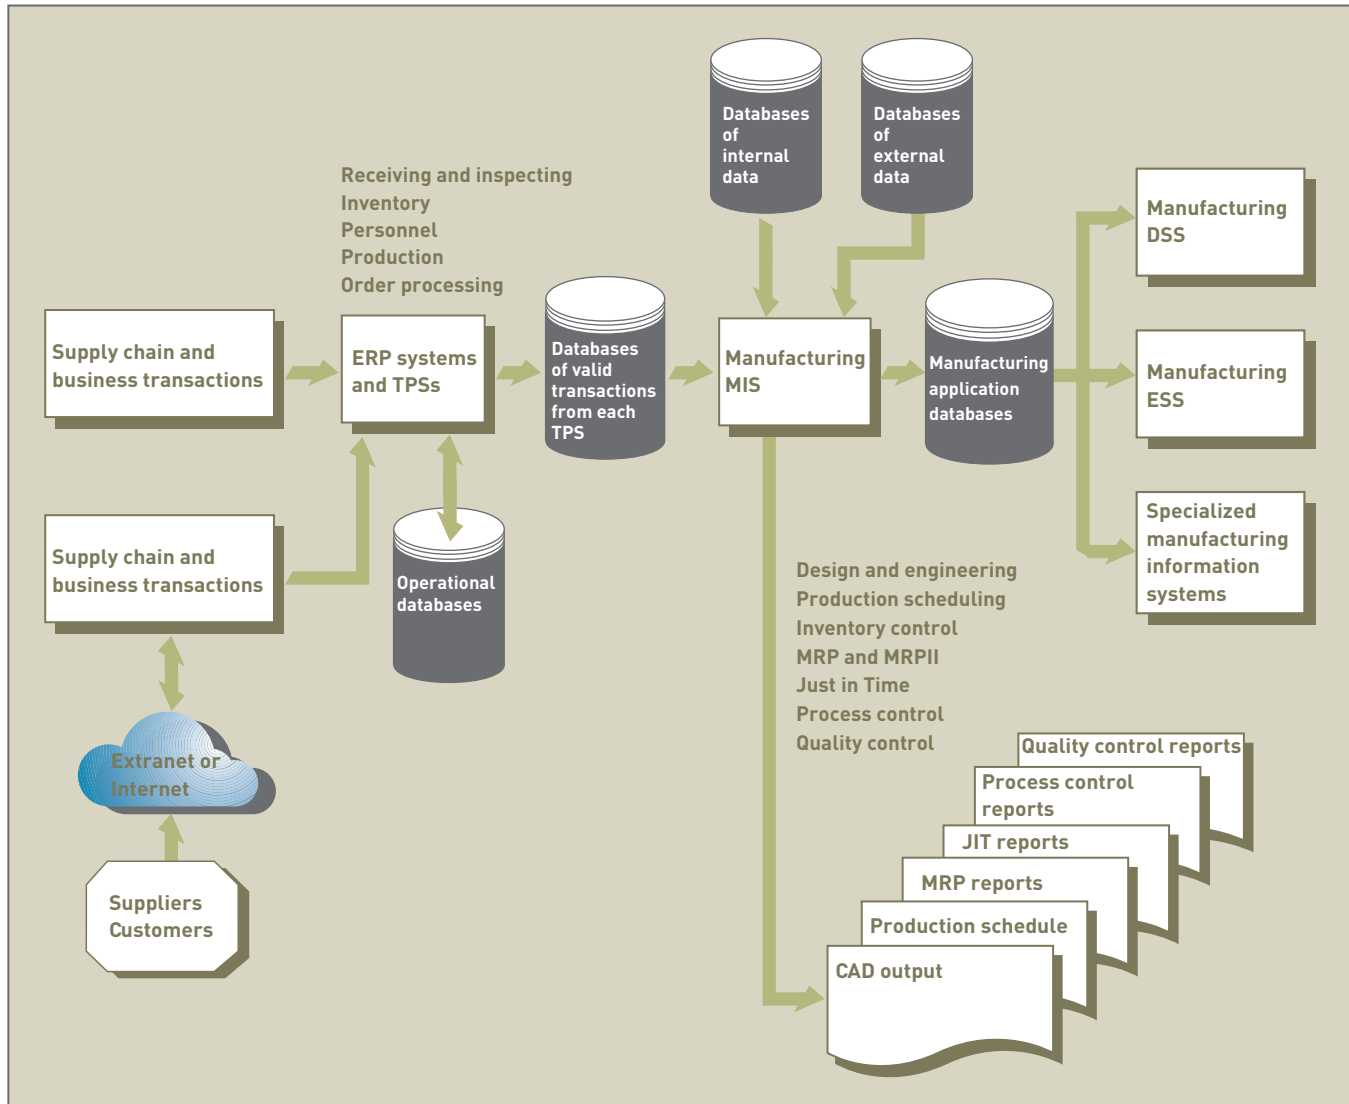 Databases
of
internal
data
Databases
of
external
data
Receiving and inspecting
Inventory
Personnel
Production
Order processing
Manufacturing
DSS
Supply chain and
business transactions
ERP systems
and TPSs
Databases
of valid
transactions
from each
TPS
Manufacturing
MIS
Manufacturing
application
databases
Manufacturing
ESS
Supply chain and
business transactions
Operational
databases
Specialized
manufacturing
information
systems
Design and engineering
Production scheduling
Inventory control
MRP and MRPII
Just in Time
Process control
Quality control
Extranet or
Internet
Suppliers
Customers
Quality control reports
Process control
reports
JIT reports
MRP reports
Production schedule
CAD output